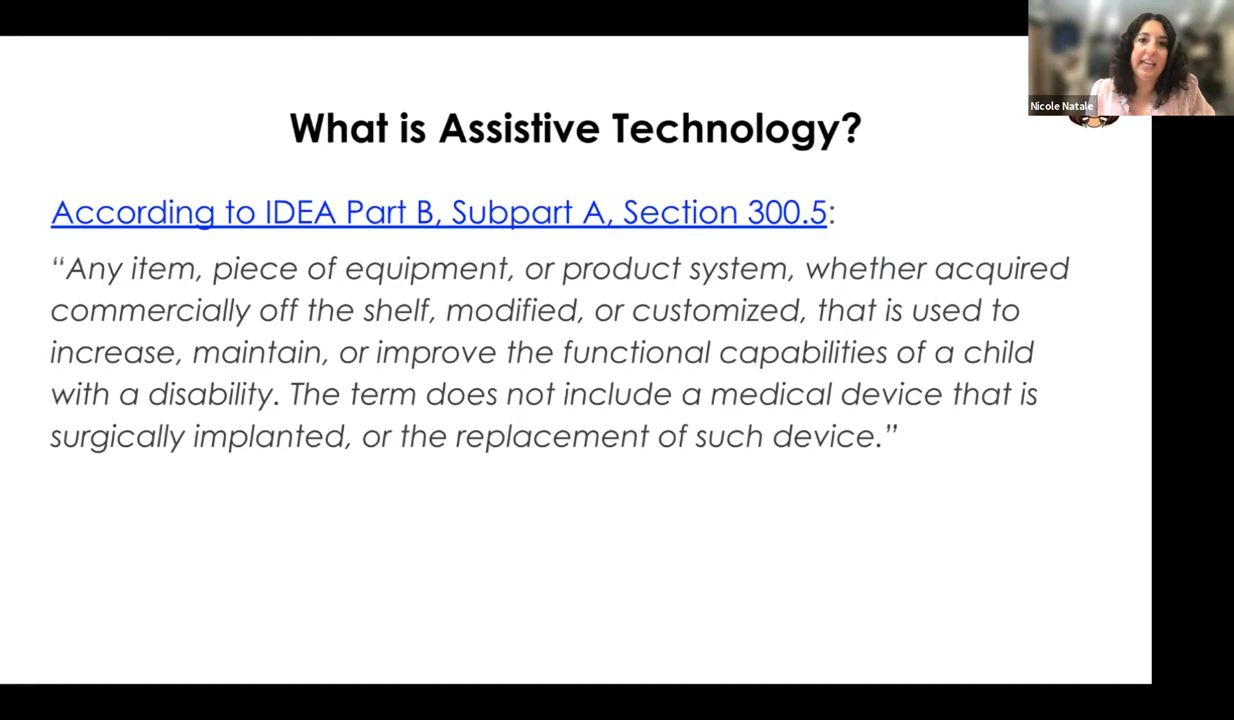 Nicole Natale
What is Assistive Technology?
According to IDEA Part B, Subpart A, Section 300.5:
“Any item, piece of equipment, or product system, whether acquired
commercially off the shelf, modified, or customized, that is used to
increase, maintain, or improve the functional capabilities of a child
with a disability. The term does not include a medical device that is
surgically implanted, or the replacement of such device.”